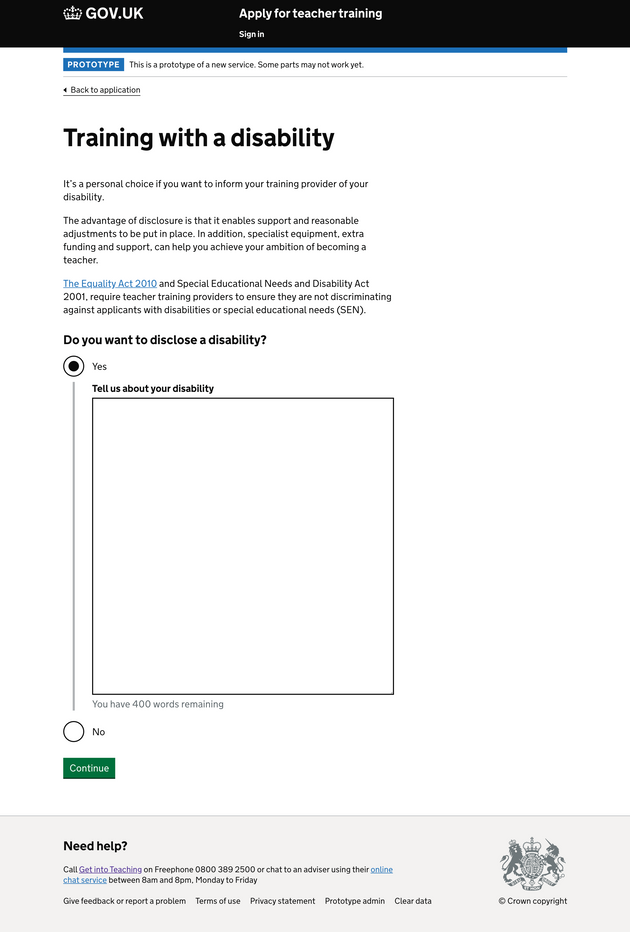 GOV.UK
Apply for teacher training
Sign in
PROTOTYPE This is a prototype of a new service. Some parts may not work yet.
Back to application
Training with a disability
It's a personal choice if you want to inform your training provider of your
disability.
The advantage of disclosure is that it enables support and reasonable
adjustments to be put in place. In addition, specialist equipment, extra
funding and support, can help you achieve your ambition of becoming a
teacher.
The Equality Act 2010 and Special Educational Needs and Disability Act
2001, require teacher training providers to ensure they are not discriminating
against applicants with disabilities or special educational needs (SEN).
Do you want to disclose a disability?
Yes
Tell us about your disability
You have 400 words remaining
No
Continue
Need help?
Call Get into Teaching on Freephone 0800 389 2500 or chat to an adviser using their online
chat service between 8am and 8pm, Monday to Friday
Give feedback or report a problem Terms of use Privacy statement Prototype admin Clear data
© Crown copyright